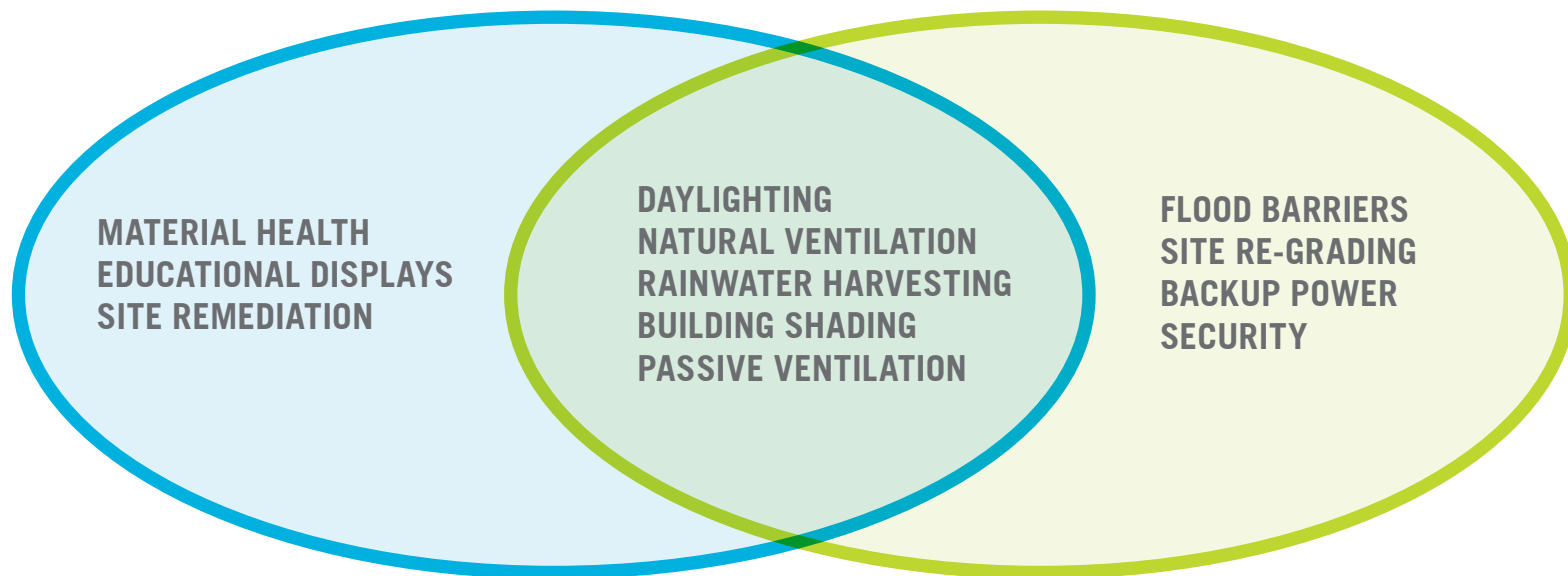 MATERIAL HEALTH
EDUCATIONAL DISPLAYS
SITE REMEDIATION
DAYLIGHTING
NATURAL VENTILATION
RAINWATER HARVESTING
BUILDING SHADING
PASSIVE VENTILATION
FLOOD BARRIERS
SITE RE-GRADING
BACKUP POWER
SECURITY